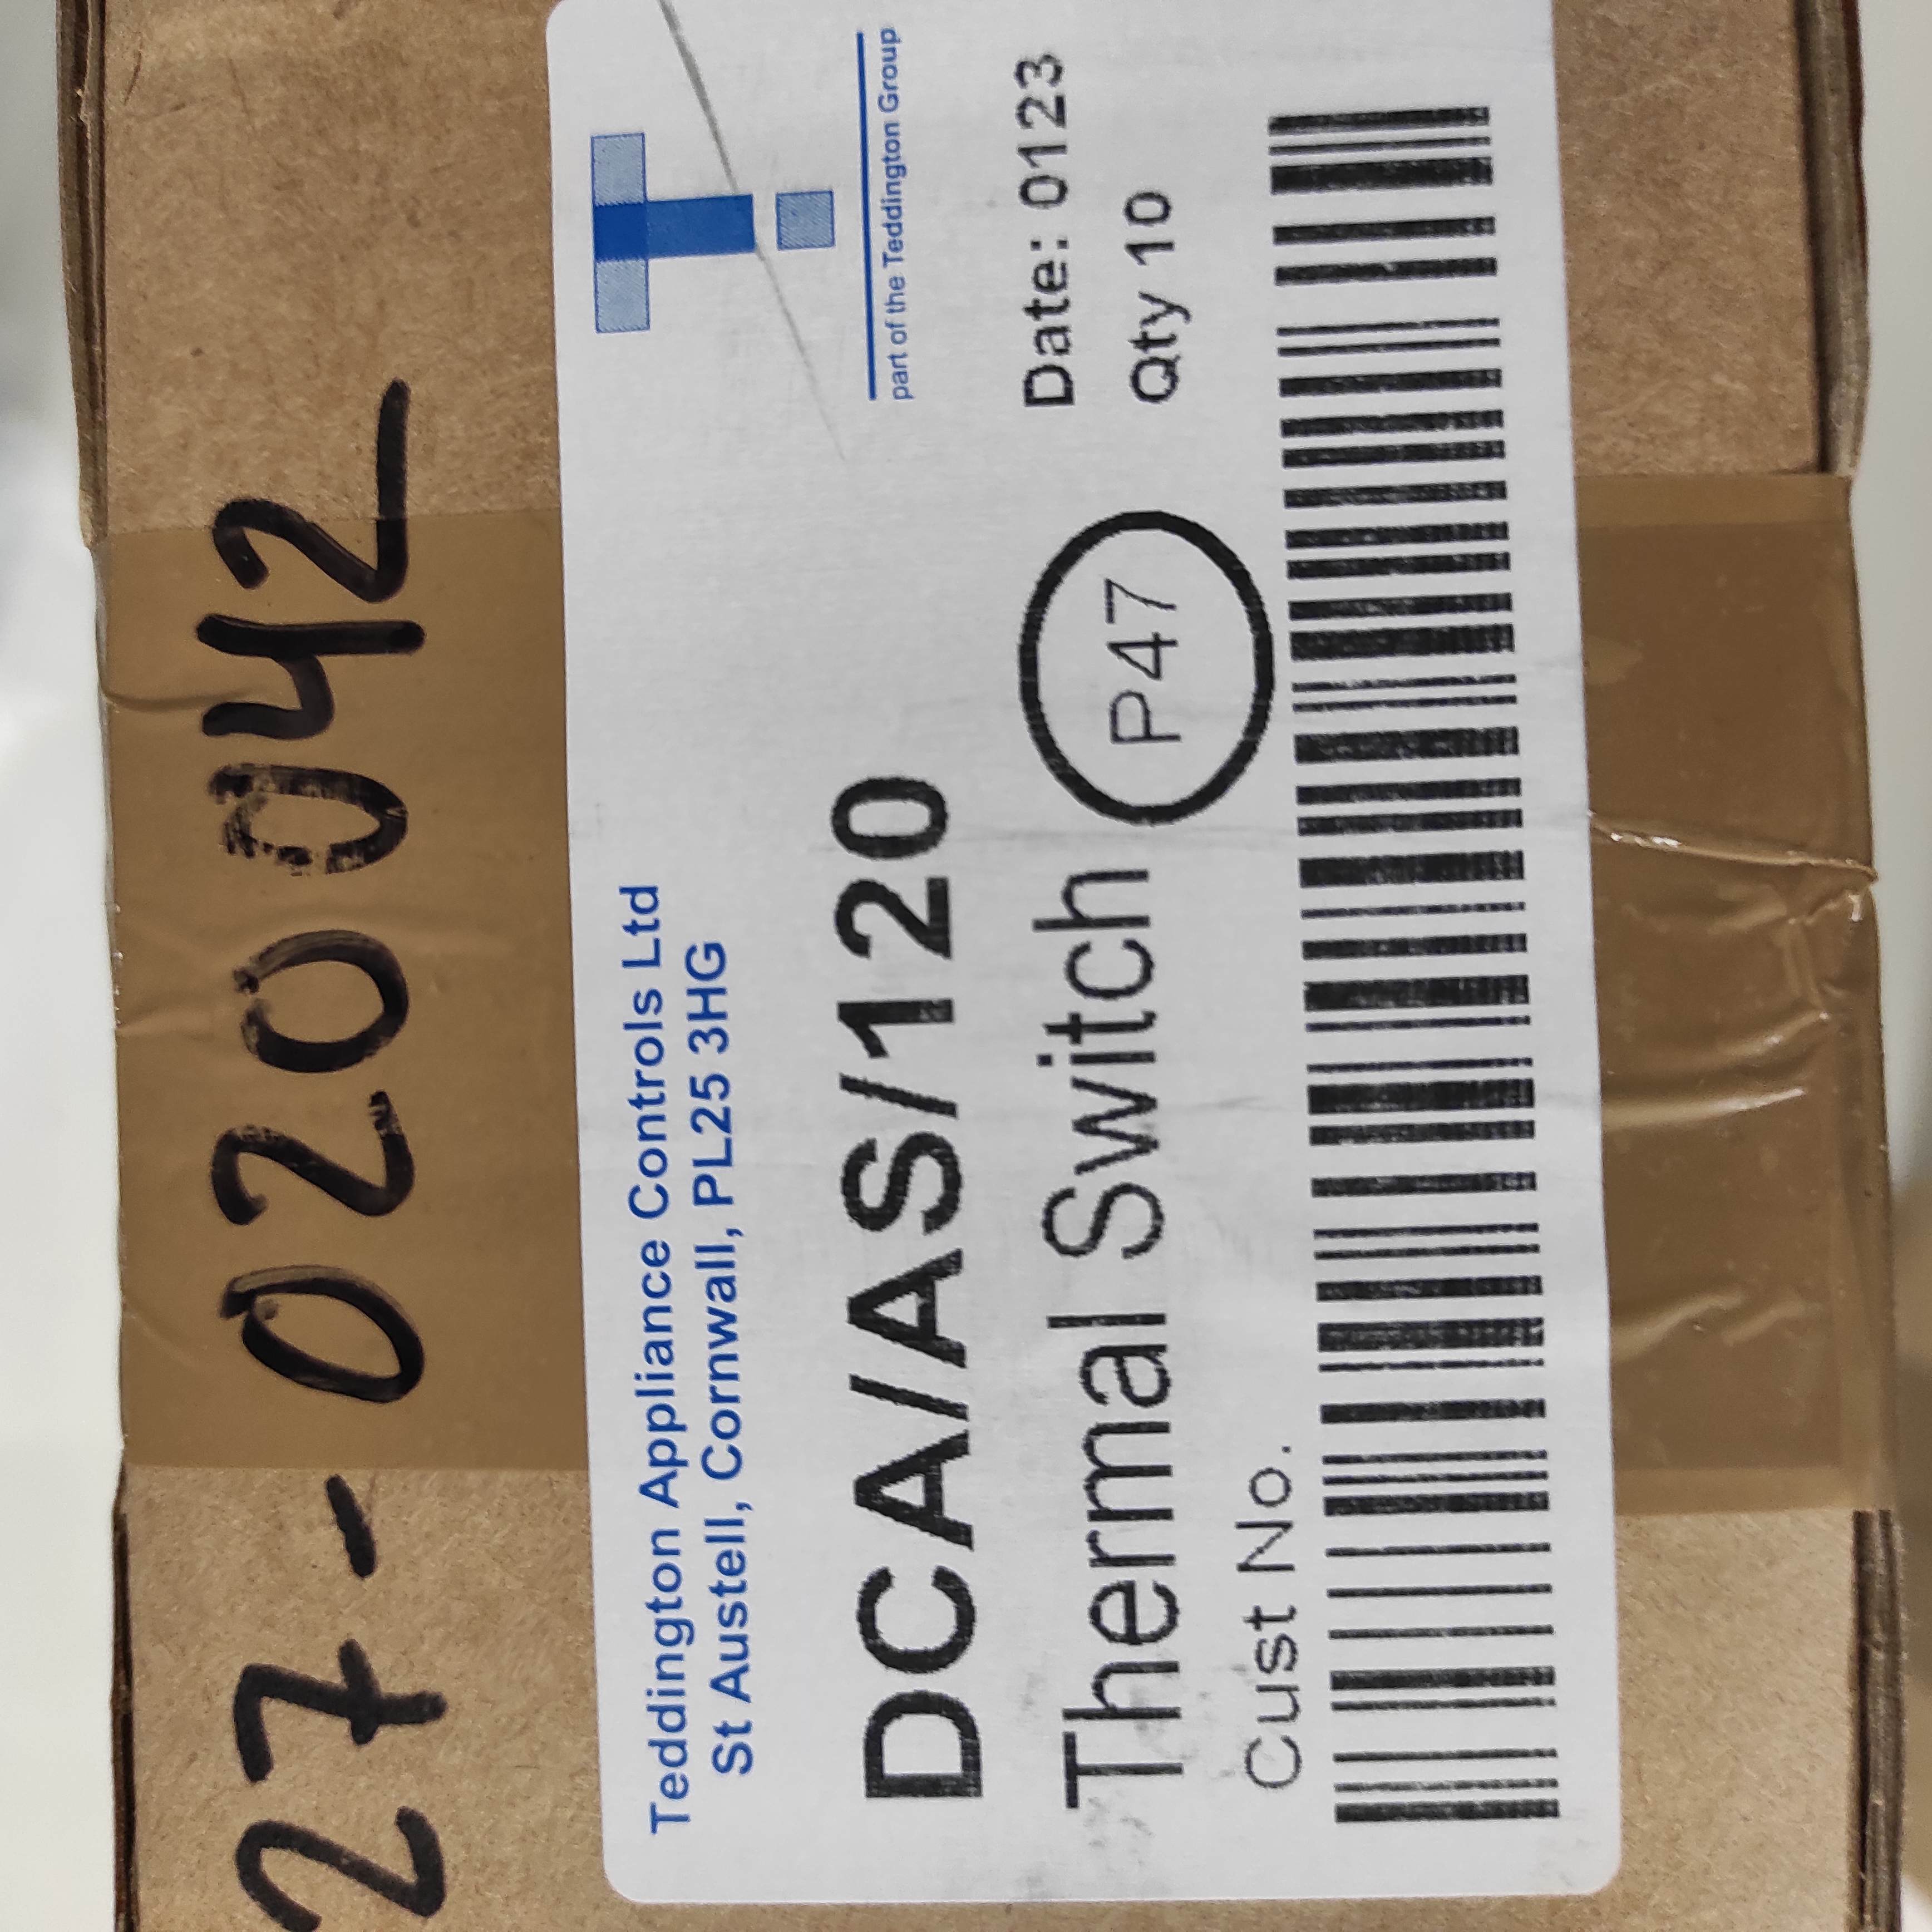 27-020042
Teddington Appliance Controls Ltd
St Austell, Cornwall, PL25 3HG
part of the Teddington Group
DCA/AS/120
Date: 0123
Thermal Switch P47
Qty 10
Cust No.